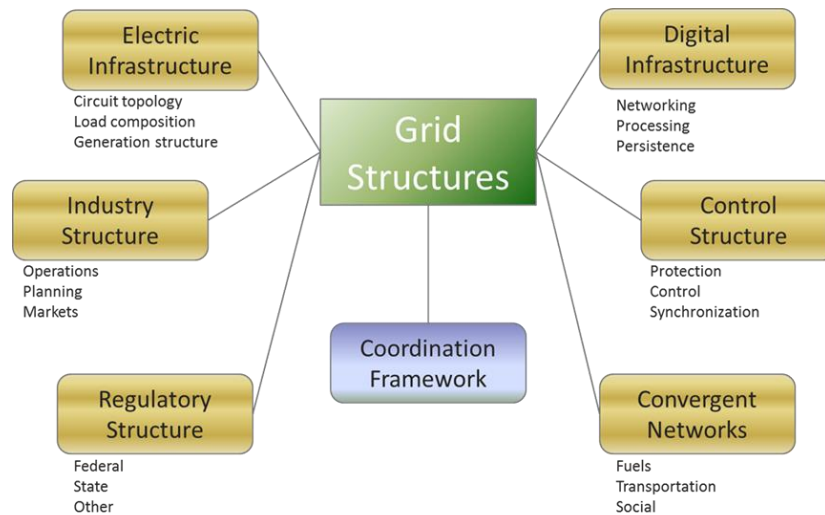 Electric
Infrastructure
Circuit topology
Load composition
Generation structure
Digital
Infrastructure
Networking
Processing
Persistence
Grid
Structures
Industry
Structure
Operations
Planning
Markets
Control
Structure
Protection
Control
Synchronization
Coordination
Framework
Regulatory
Structure
Federal
State
Other
Convergent
Networks
Fuels
Transportation
Social